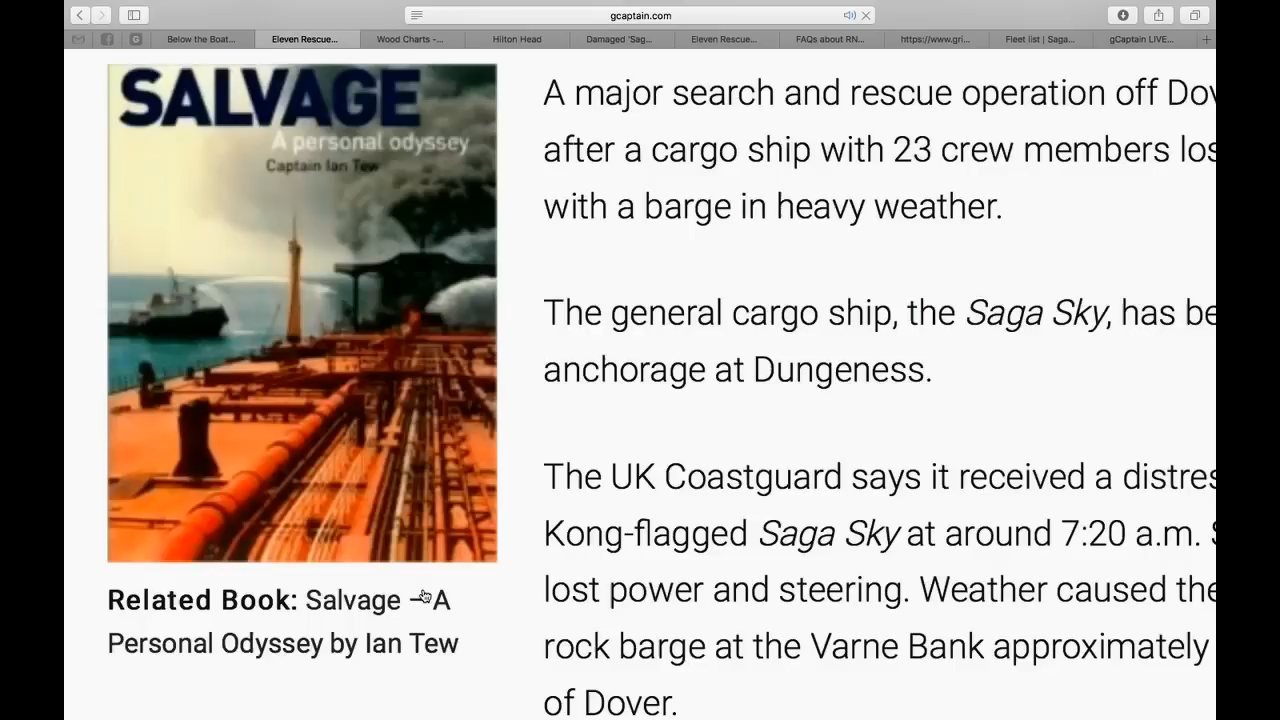 gcaptain.com
Below the Boat...
Eleven Rescue...
Wood Charts -...
Hilton Head
Damaged 'Sag...
Eleven Rescue...
FAQs about RN...
https://www.gri...
Fleet list | Saga...
gCaptain LIVE...
SALVAGE
A personal odyssey
Captain Ian Tew
Related Book: Salvage – A
Personal Odyssey by Ian Tew
A major search and rescue operation off Dov
after a cargo ship with 23 crew members los
with a barge in heavy weather.
The general cargo ship, the Saga Sky, has be
anchorage at Dungeness.
The UK Coastguard says it received a distres
Kong-flagged Saga Sky at around 7:20 a.m. S
lost power and steering. Weather caused the
rock barge at the Varne Bank approximately
of Dover.